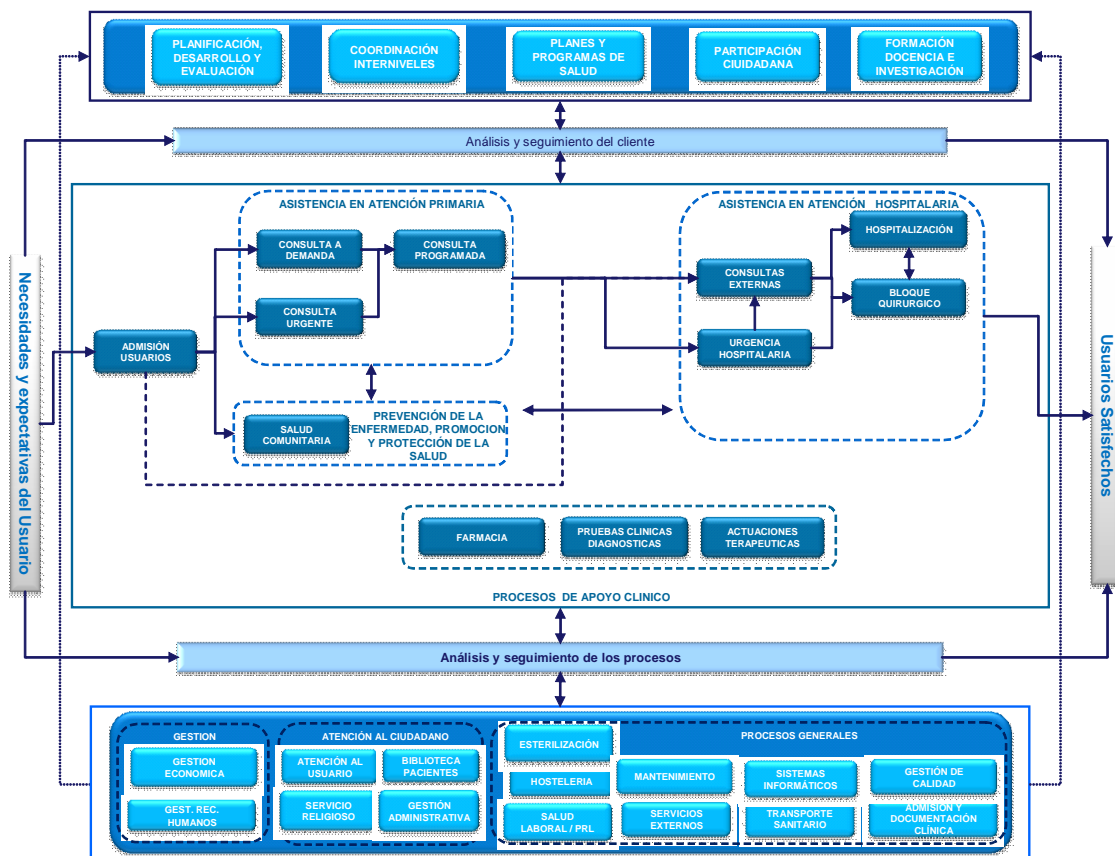 PLANIFICACIÓN,
DESARROLLO Y
EVALUACIÓN
COORDINACIÓN
INTERNIVELES
PLANES Y
PROGRAMAS DE
SALUD
PARTICIPACIÓN
CIUIDADANA
FORMACIÓN
DOCENCIA E
INVESTIGACIÓN
Análisis y seguimiento del cliente
Necesidades y expectativas del Usuario
ASISTENCIA EN ATENCIÓN PRIMARIA
CONSULTA A
DEMANDA
CONSULTA
PROGRAMADA
CONSULTA
URGENTE
ADMISIÓN
USUARIOS
SALUD
COMUNITARIA
PREVENCIÓN DE LA
ENFERMEDAD, PROMOCION
Y PROTECCIÓN DE LA
SALUD
ASISTENCIA EN ATENCIÓN HOSPITALARIA
HOSPITALIZACIÓN
CONSULTAS
EXTERNAS
BLOQUE
QUIRURGICO
URGENCIA
HOSPITALARIA
Usuarios Satisfechos
FARMACIA
PRUEBAS CLINICAS
DIAGNOSTICAS
ACTUACIONES
TERAPEUTICAS
PROCESOS DE APOYO CLINICO
Análisis y seguimiento de los procesos
GESTION
GESTION
ECONOMICA
GEST. REC.
HUMANOS
ATENCIÓN AL CIUDADANO
ATENCIÓN AL
USUARIO
BIBLIOTECA
PACIENTES
SERVICIO
RELIGIOSO
GESTIÓN
ADMINISTRATIVA
PROCESOS GENERALES
ESTERILIZACIÓN
HOSTELERIA
MANTENIMIENTO
SISTEMAS
INFORMÁTICOS
GESTIÓN DE
CALIDAD
SALUD
LABORAL / PRL
SERVICIOS
EXTERNOS
TRANSPORTE
SANITARIO
ADMISIÓN Y
DOCUMENTACIÓN
CLÍNICA